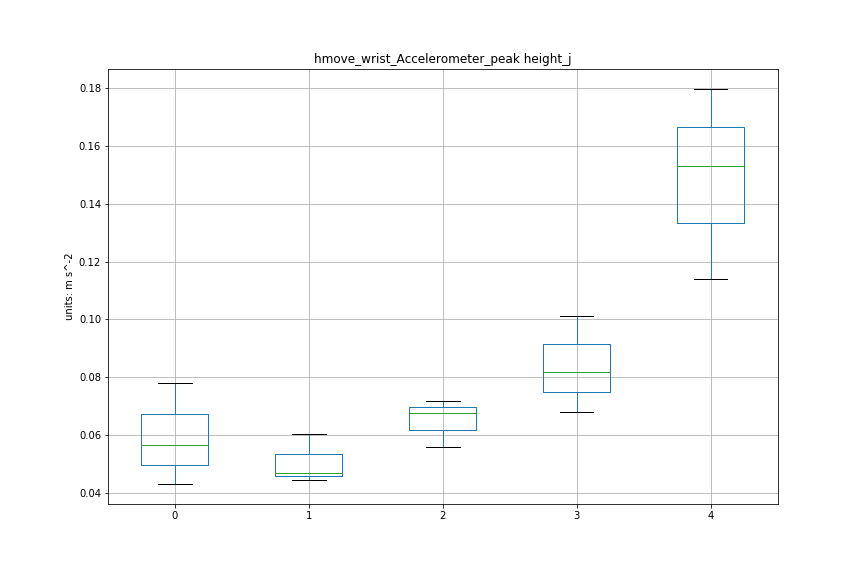 hmove_wrist_Accelerometer_peak height_j
units: m s^-2
0.18
0.16
0.14
0.12
0.10
0.08
0.06
0.04
0 1 2 3 4